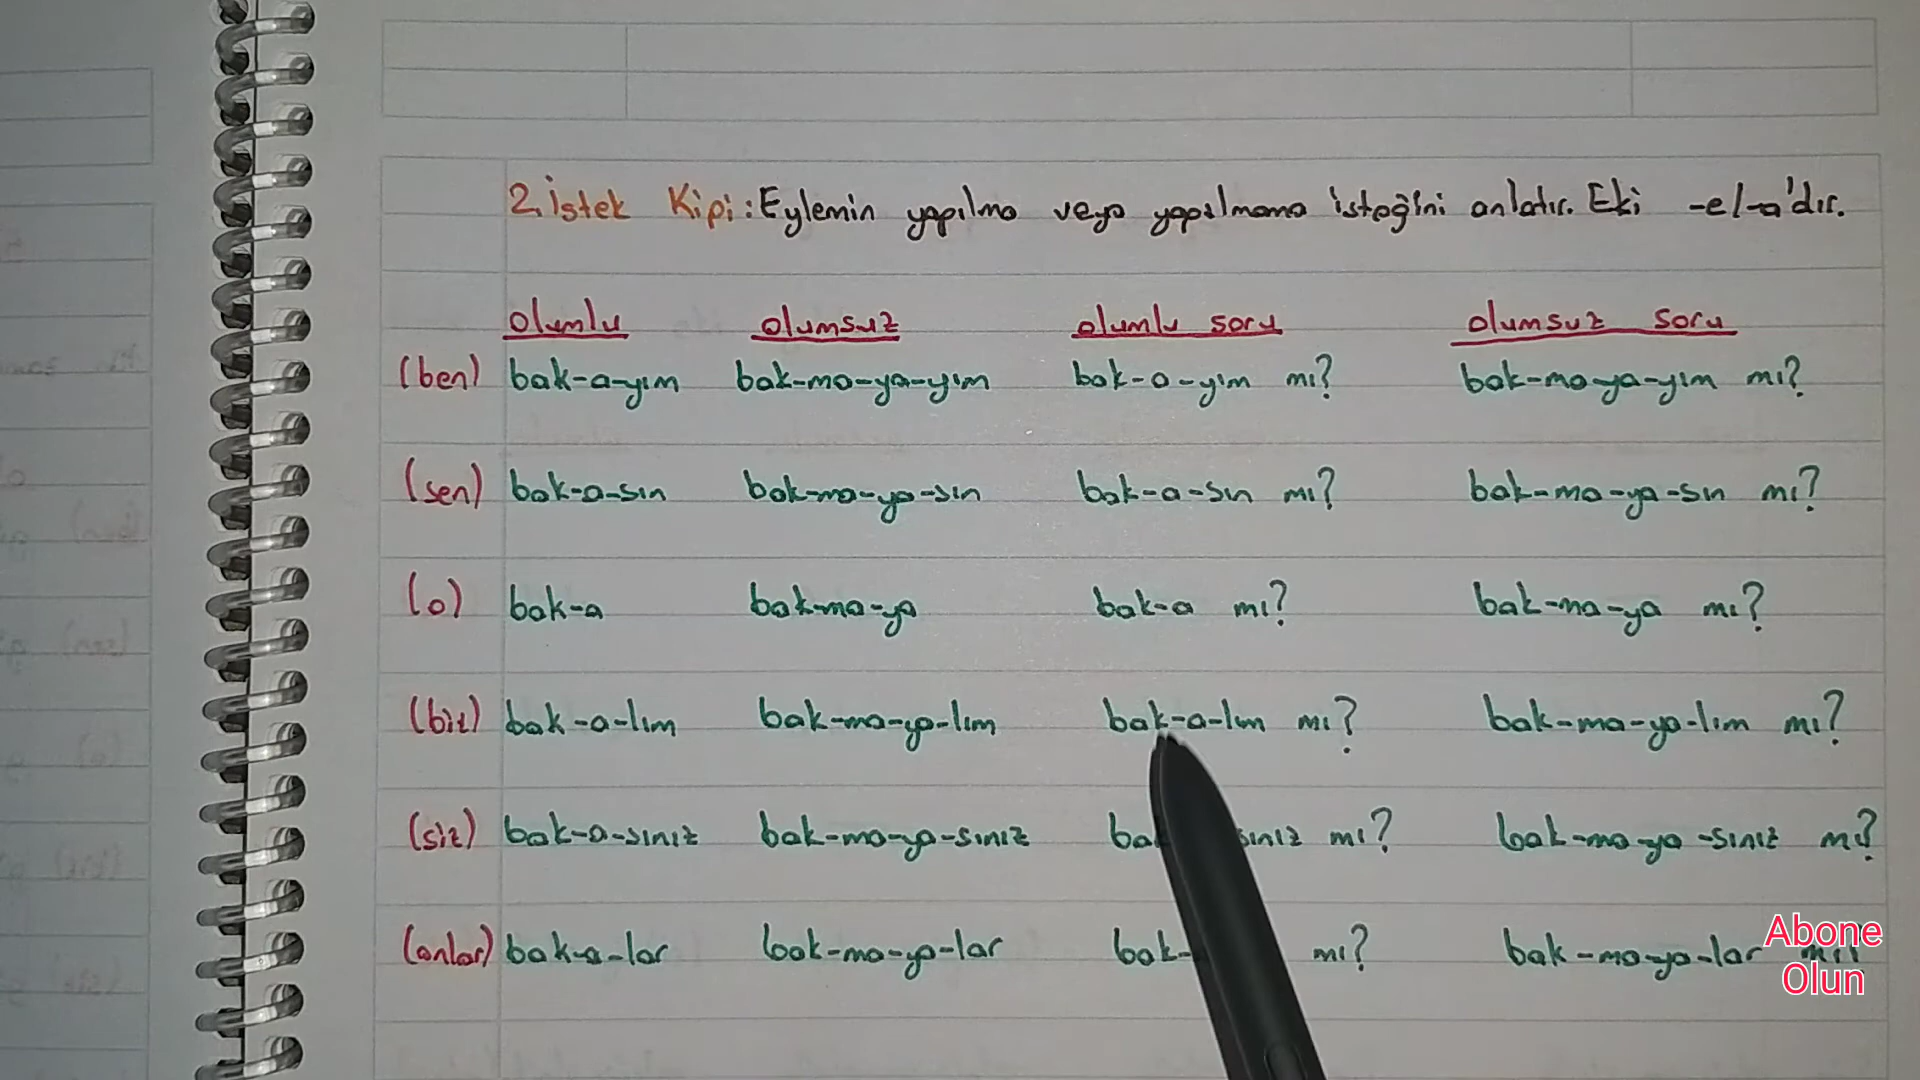 2. İstek Kipi: Eylemin yapılma veya yapılmama isteğini anlatır. Eki -e/-a'dır.
olumlu olumsuz olumlu soru olumsuz soru
(ben) bak-a-yım bak-ma-ya-yım bak-a-yım mı? bak-ma-ya-yım mı?
(sen) bak-a-sın bak-ma-ya-sın bak-a-sın mı? bak-ma-ya-sın mı?
(o) bak-a bak-ma-ya bak-a mı? bak-ma-ya mı?
(biz) bak-a-lım bak-ma-ya-lım bak-a-lım mı? bak-ma-ya-lım mı?
(siz) bak-a-sınız bak-ma-ya-sınız mı? bak-ma-ya-sınız mı?
(onlar) bak-a-lar bak-ma-ya-lar bak- mı? bak-ma-ya-lar
Abone
Olun